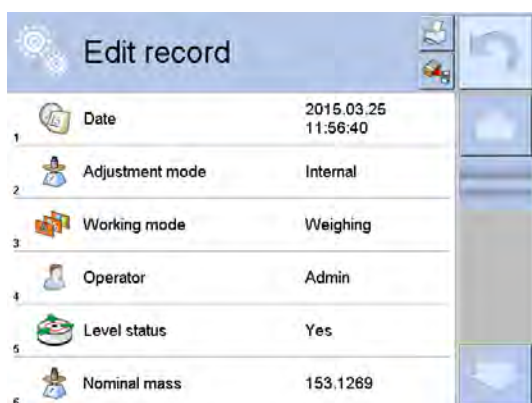 Edit record
1 Date 2015.03.25
11:56:40
2 Adjustment mode Internal
3 Working mode Weighing
4 Operator Admin
5 Level status Yes
6 Nominal mass 153.1269